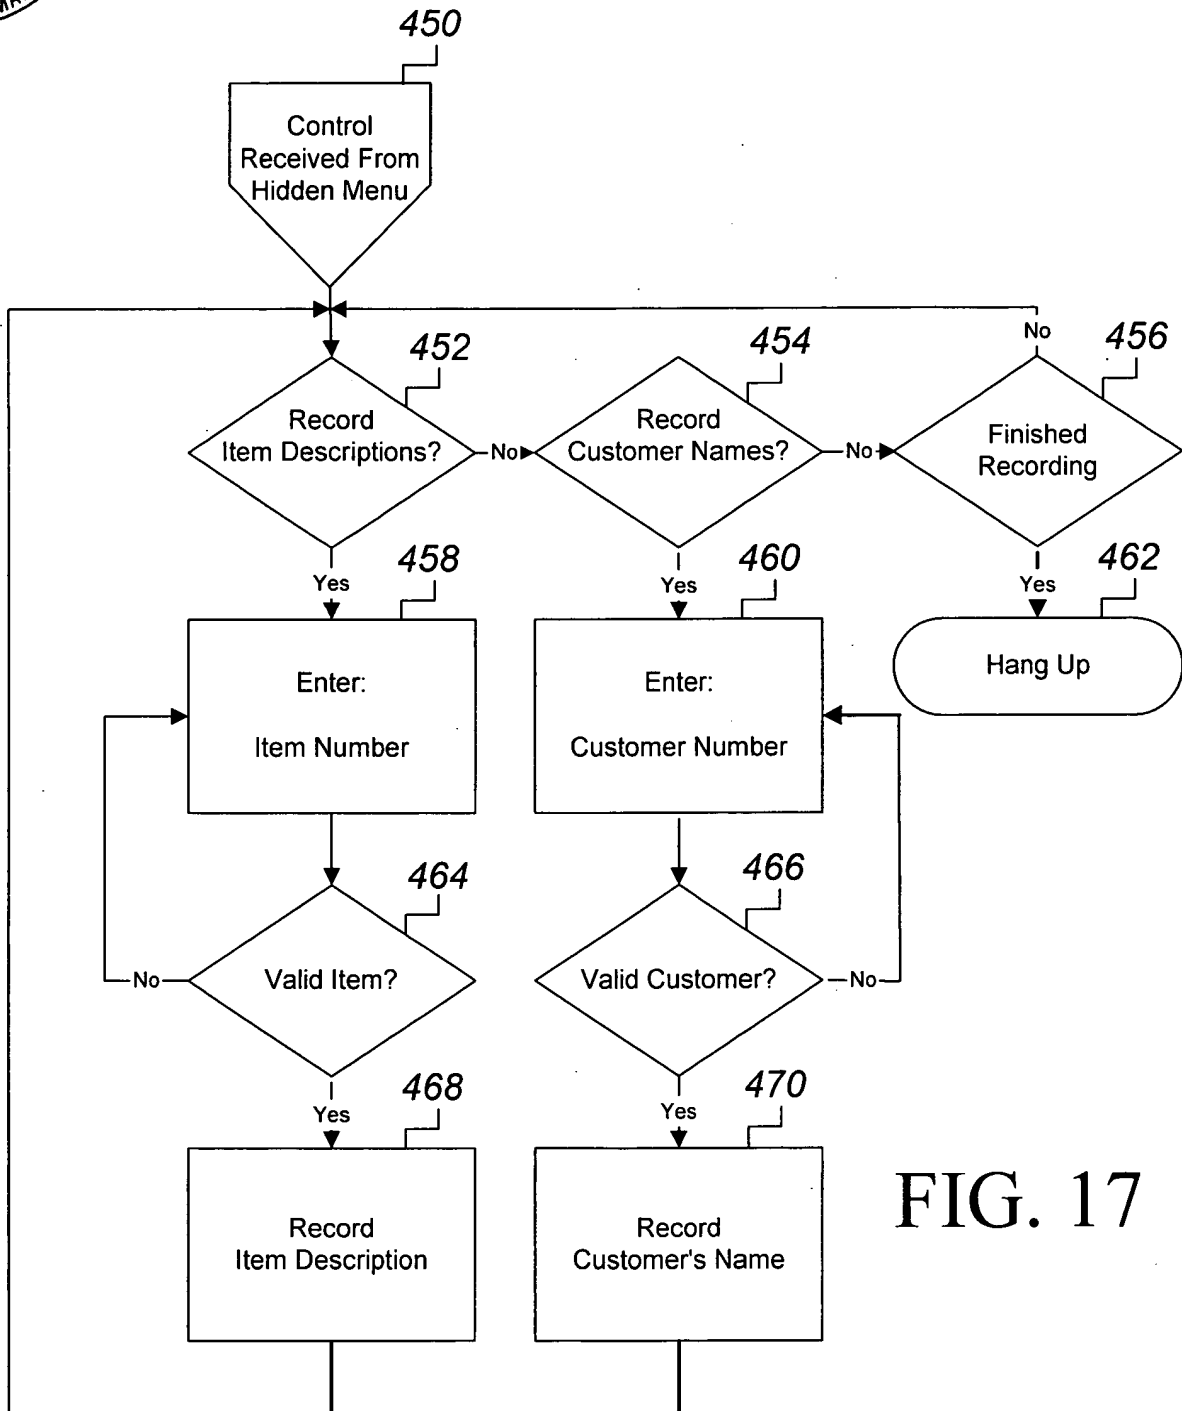 450
Control
Received From
Hidden Menu
No
452
454
456
Record
Item Descriptions?
No
Record
Customer Names?
No
Finished
Recording
Yes
458
Yes
460
Yes
462
Enter:
Item Number
Enter:
Customer Number
Hang Up
464
466
No
Valid Item?
Valid Customer?
No
Yes
468
Yes
470
Record
Item Description
Record
Customer's Name
FIG. 17